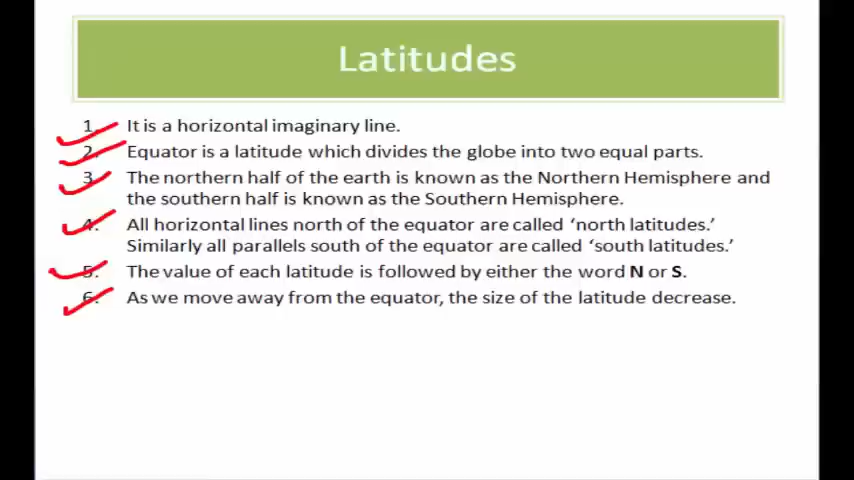 Latitudes
1. It is a horizontal imaginary line.
2. Equator is a latitude which divides the globe into two equal parts.
3. The northern half of the earth is known as the Northern Hemisphere and
the southern half is known as the Southern Hemisphere.
4. All horizontal lines north of the equator are called ‘north latitudes.’
Similarly all parallels south of the equator are called ‘south latitudes.’
5. The value of each latitude is followed by either the word N or S.
6. As we move away from the equator, the size of the latitude decrease.